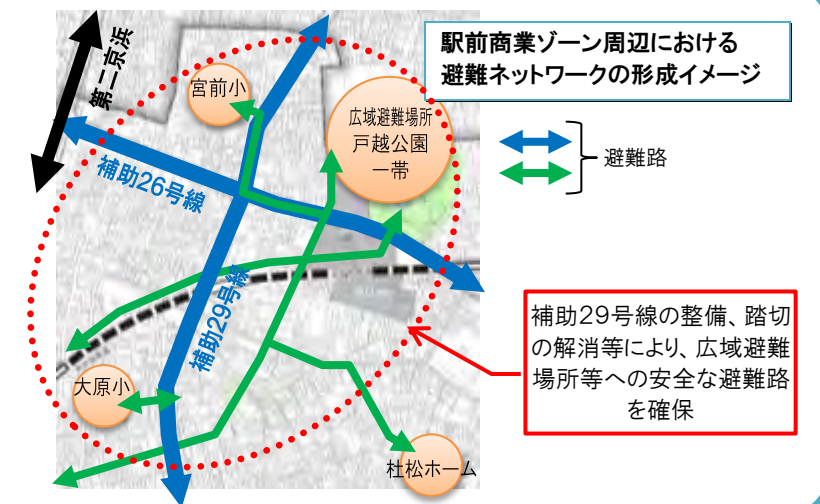 駅前商業ゾーン周辺における
避難ネットワークの形成イメージ
第二京浜
宮前小
広域避難場所
戸越公園
一帯
避難路
補助26号線
補助29号線
補助29号線の整備、踏切
の解消等により、広域避難
場所等への安全な避難路
を確保
大原小
杜松ホーム